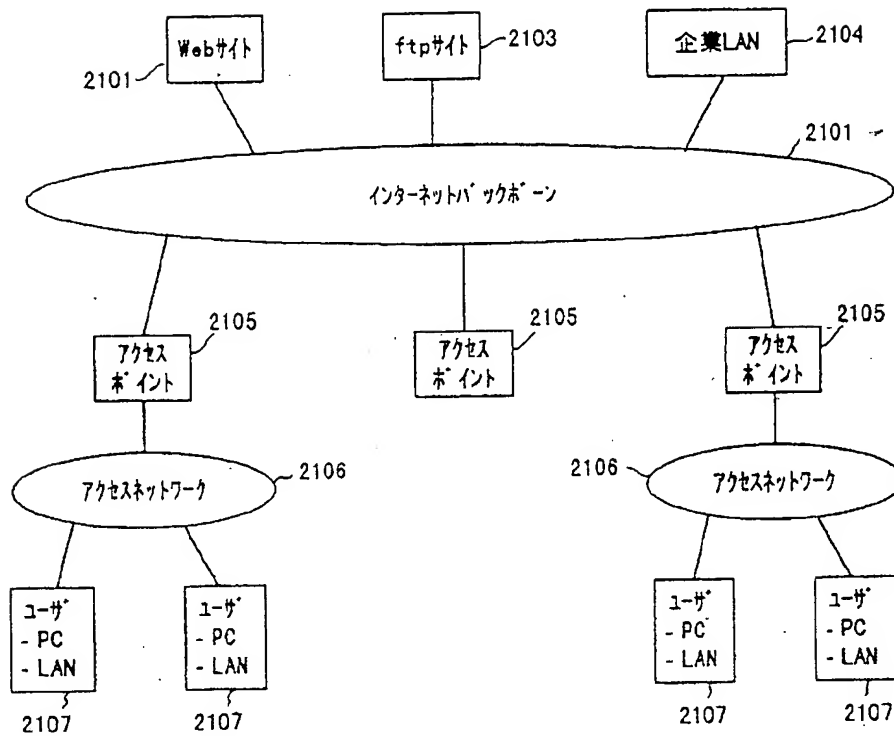 Webサイト
2101
ftpサイト
2103
企業LAN
2104
2101
インターネットバックボーン
2105
アクセス
ポイント
2105
アクセス
ポイント
2105
アクセス
ポイント
2106
アクセスネットワーク
2106
アクセスネットワーク
ユーザ
- PC
- LAN
2107
ユーザ
- PC
- LAN
2107
ユーザ
- PC
- LAN
2107
ユーザ
- PC
- LAN
2107